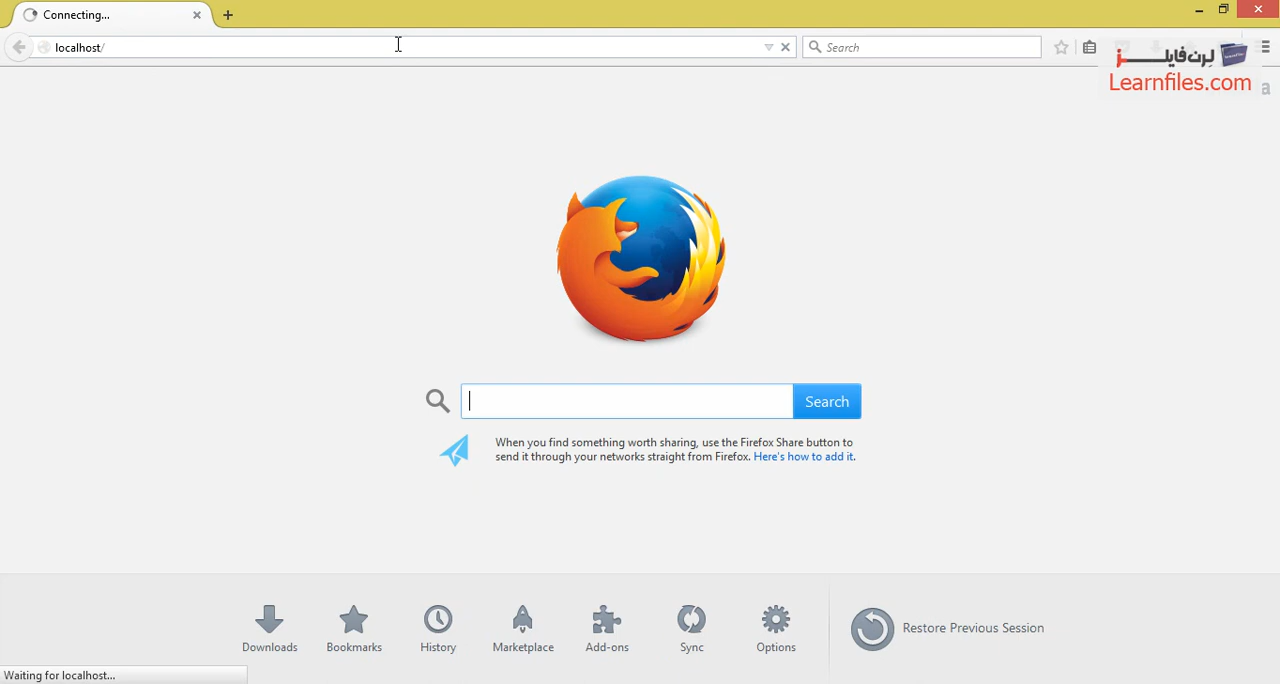 Connecting...
localhost/
Search
لرن‌فایلز
Learnfiles.com
a
Search
When you find something worth sharing, use the Firefox Share button to
send it through your networks straight from Firefox. Here's how to add it.
Downloads
Bookmarks
History
Marketplace
Add-ons
Sync
Options
Restore Previous Session
Waiting for localhost...